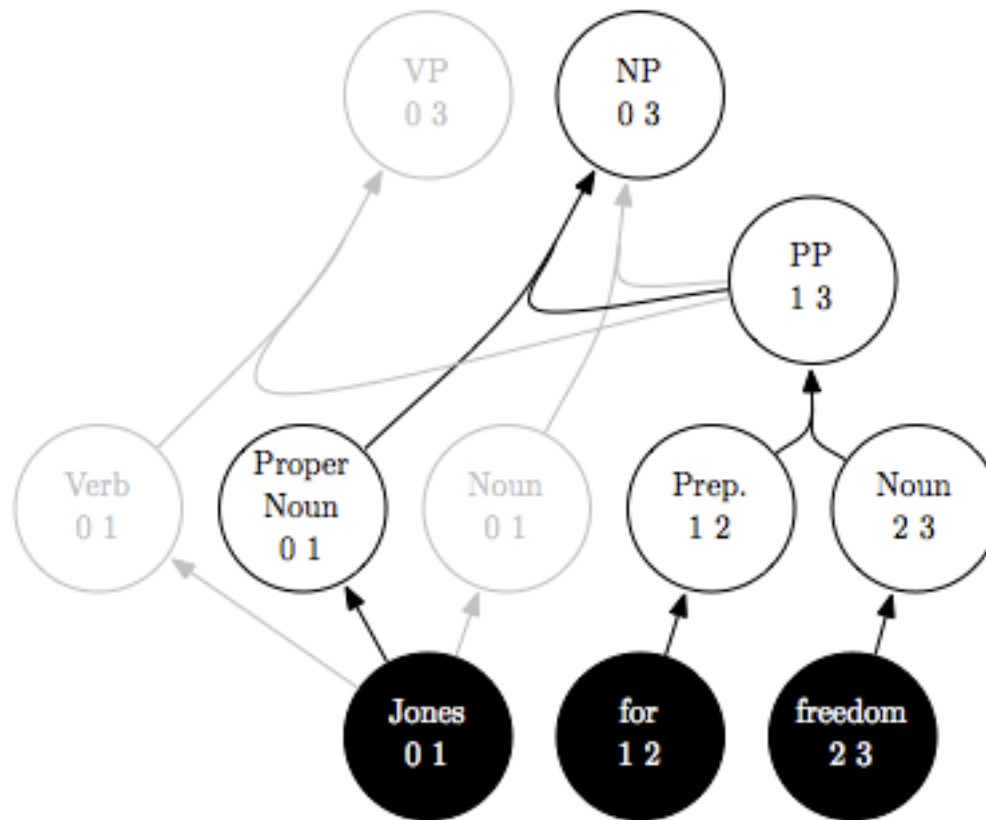 VP
0 3
NP
0 3
PP
1 3
Verb
0 1
Proper
Noun
0 1
Noun
0 1
Prep.
1 2
Noun
2 3
Jones
0 1
for
1 2
freedom
2 3